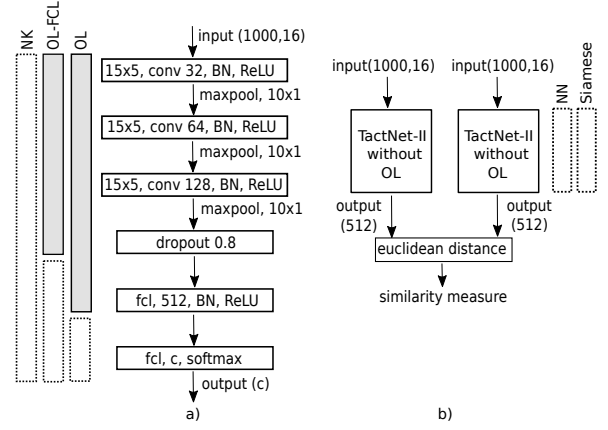 NK
OL-FCL
OL
input (1000,16)
15x5, conv 32, BN, ReLU
maxpool, 10x1
15x5, conv 64, BN, ReLU
maxpool, 10x1
15x5, conv 128, BN, ReLU
maxpool, 10x1
dropout 0.8
fcl, 512, BN, ReLU
fcl, c, softmax
output (c)
a)
input(1000,16)
input(1000,16)
TactNet-II
without
OL
TactNet-II
without
OL
NN
Siamese
output
(512)
output
(512)
euclidean distance
similarity measure
b)